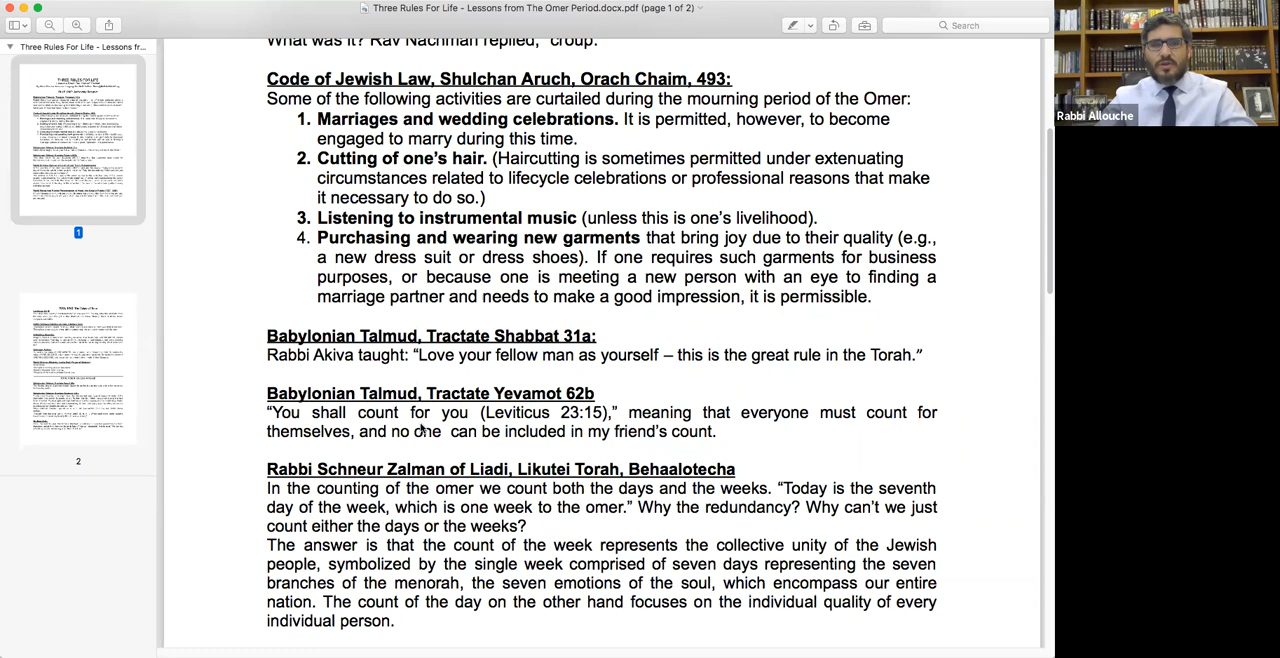 Three Rules For Life - Lessons from The Omer Period.docx.pdf (page 1 of 2)
Search
Three Rules For Life - Lessons fr...
1
2
What was it? Rav Nachman replied, "croup."
Code of Jewish Law, Shulchan Aruch, Orach Chaim, 493:
Some of the following activities are curtailed during the mourning period of the Omer:
1. Marriages and wedding celebrations. It is permitted, however, to become
engaged to marry during this time.
2. Cutting of one's hair. (Haircutting is sometimes permitted under extenuating
circumstances related to lifecycle celebrations or professional reasons that make
it necessary to do so.)
3. Listening to instrumental music (unless this is one's livelihood).
4. Purchasing and wearing new garments that bring joy due to their quality (e.g.,
a new dress suit or dress shoes). If one requires such garments for business
purposes, or because one is meeting a new person with an eye to finding a
marriage partner and needs to make a good impression, it is permissible.
Babylonian Talmud, Tractate Shabbat 31a:
Rabbi Akiva taught: "Love your fellow man as yourself – this is the great rule in the Torah."
Babylonian Talmud, Tractate Yevamot 62b
"You shall count for you (Leviticus 23:15)," meaning that everyone must count for
themselves, and no one can be included in my friend's count.
Rabbi Schneur Zalman of Liadi, Likutei Torah, Behaalotecha
In the counting of the omer we count both the days and the weeks. "Today is the seventh
day of the week, which is one week to the omer." Why the redundancy? Why can't we just
count either the days or the weeks?
The answer is that the count of the week represents the collective unity of the Jewish
people, symbolized by the single week comprised of seven days representing the seven
branches of the menorah, the seven emotions of the soul, which encompass our entire
nation. The count of the day on the other hand focuses on the individual quality of every
individual person.
Rabbi Allouche